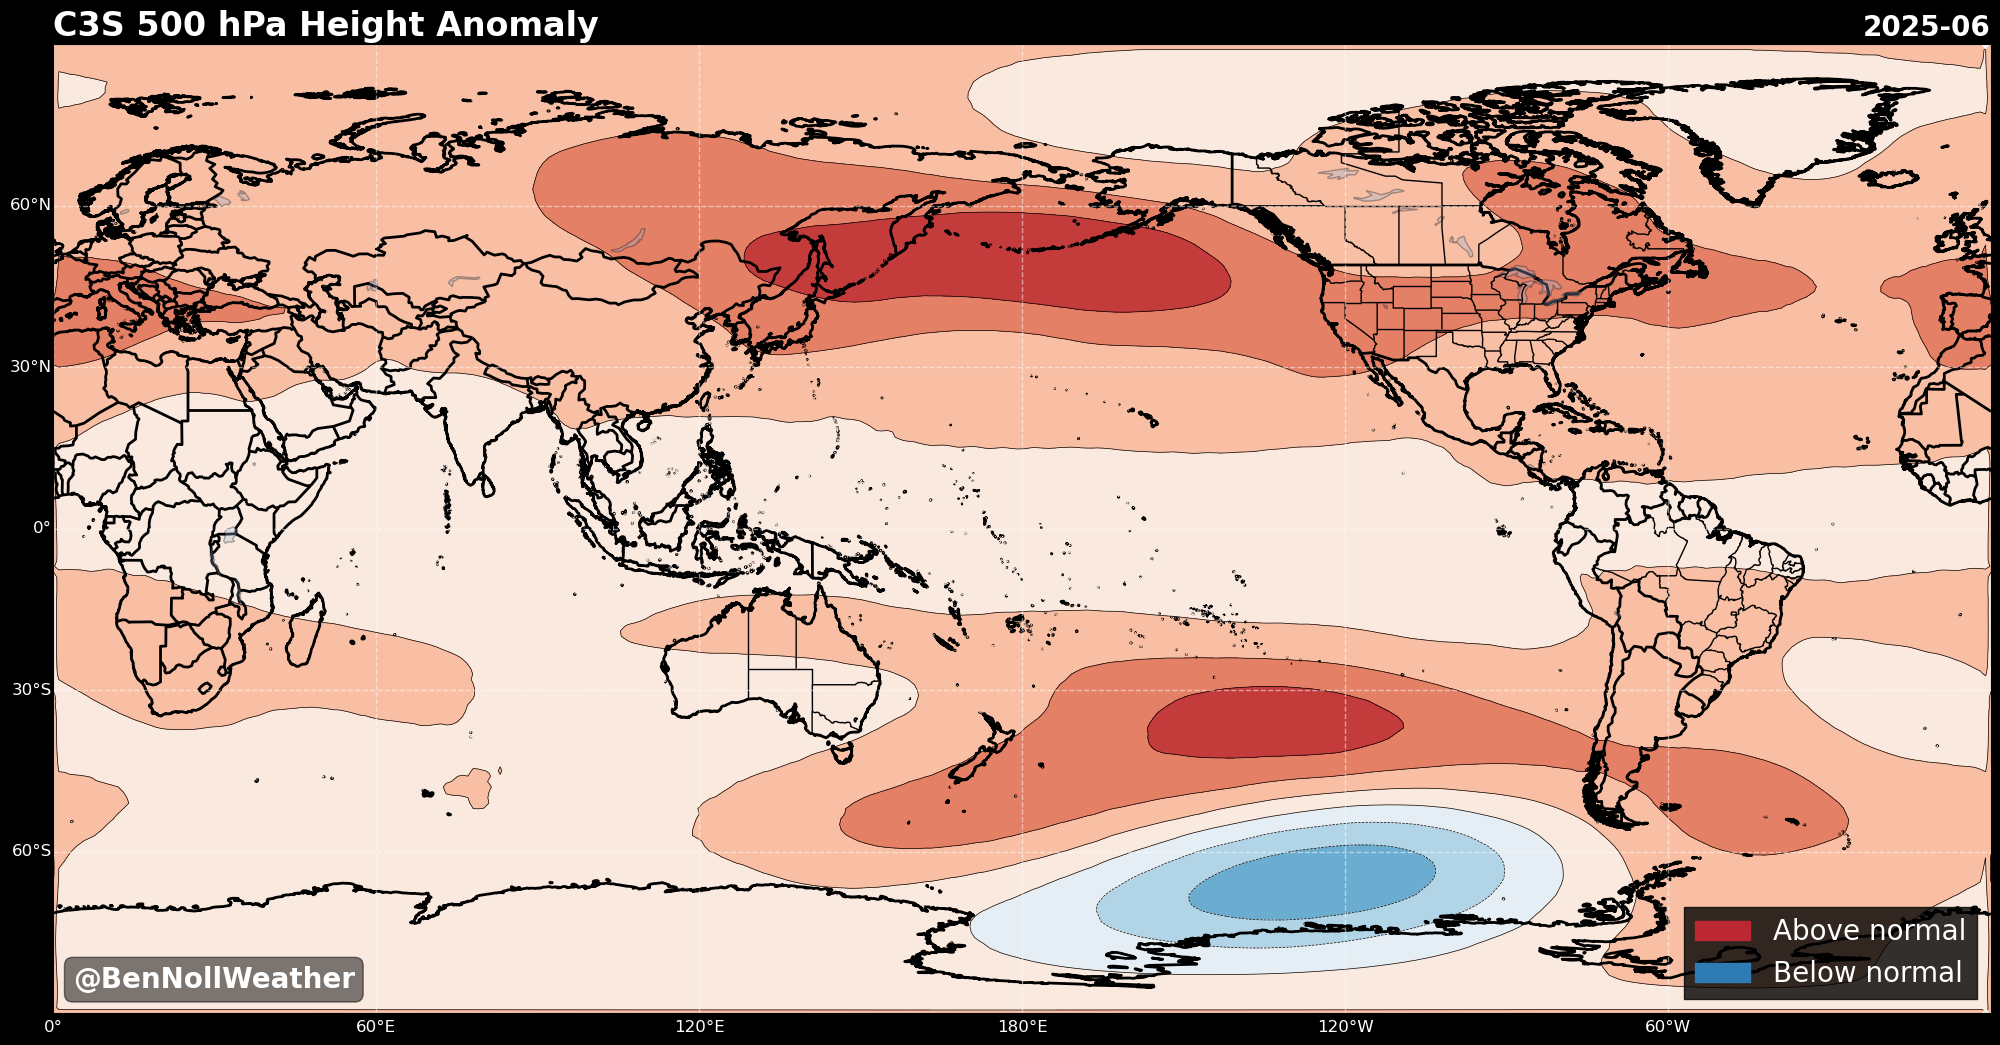 C3S 500 hPa Height Anomaly
2025-06
60°N
30°N
0°
30°S
60°S
Above normal
Below normal
@BenNollWeather
0°
60°E
120°E
180°E
120°W
60°W